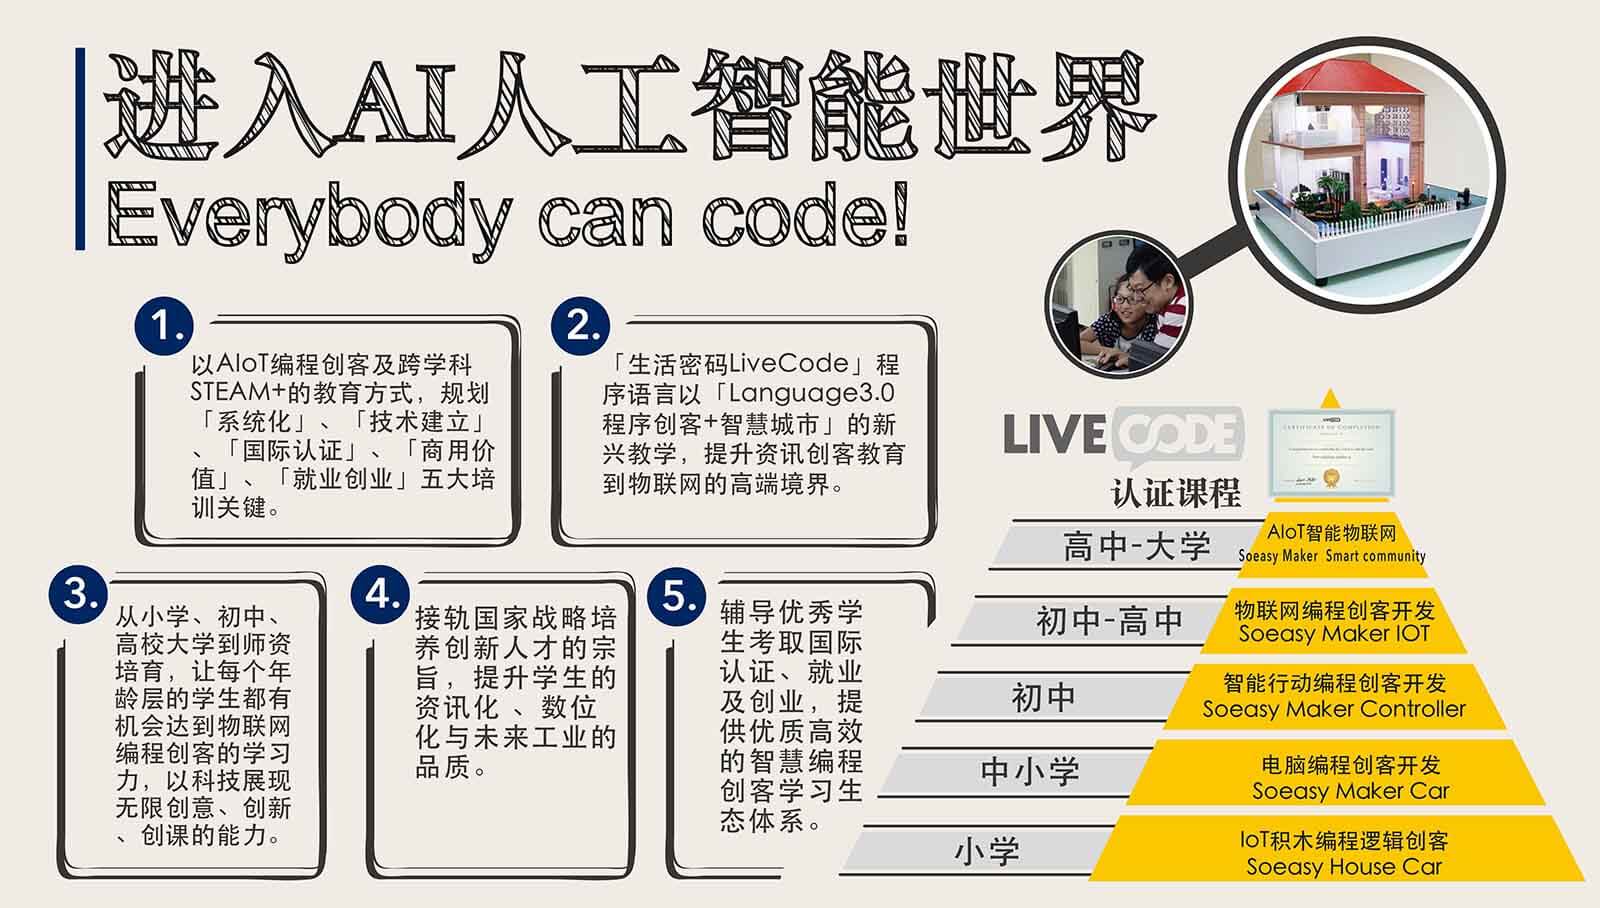 进入AI人工智能世界
Everybody can code!
1.
以AIoT编程创客及跨学科
STEAM+的教育方式，规划
「系统化」、「技术建立」
、「国际认证」、「商用价
值」、「就业创业」五大培
训关键。
2.
「生活密码LiveCode」程
序语言以「Language3.0
程序创客+智慧城市」的新
兴教学，提升资讯创客教育
到物联网的高端境界。
3.
从小学、初中、
高校大学到师资
培育，让每个年
龄层的学生都有
机会达到物联网
编程创客的学习
力，以科技展现
无限创意、创新
、创课的能力。
4.
接轨国家战略培
养创新人才的宗
旨，提升学生的
资讯化、数位
化与未来工业的
品质。
5.
辅导优秀学
生考取国际
认证、就业
及创业，提
供优质高效
的智慧编程
创客学习生
态体系。
LIVE CODE
认证课程
CERTIFICATE OF COMPLETION
高中-大学
AIoT智能物联网
Soeasy Maker Smart community
初中-高中
物联网编程创客开发
Soeasy Maker IOT
初中
智能行动编程创客开发
Soeasy Maker Controller
中小学
电脑编程创客开发
Soeasy Maker Car
小学
IoT积木编程逻辑创客
Soeasy House Car